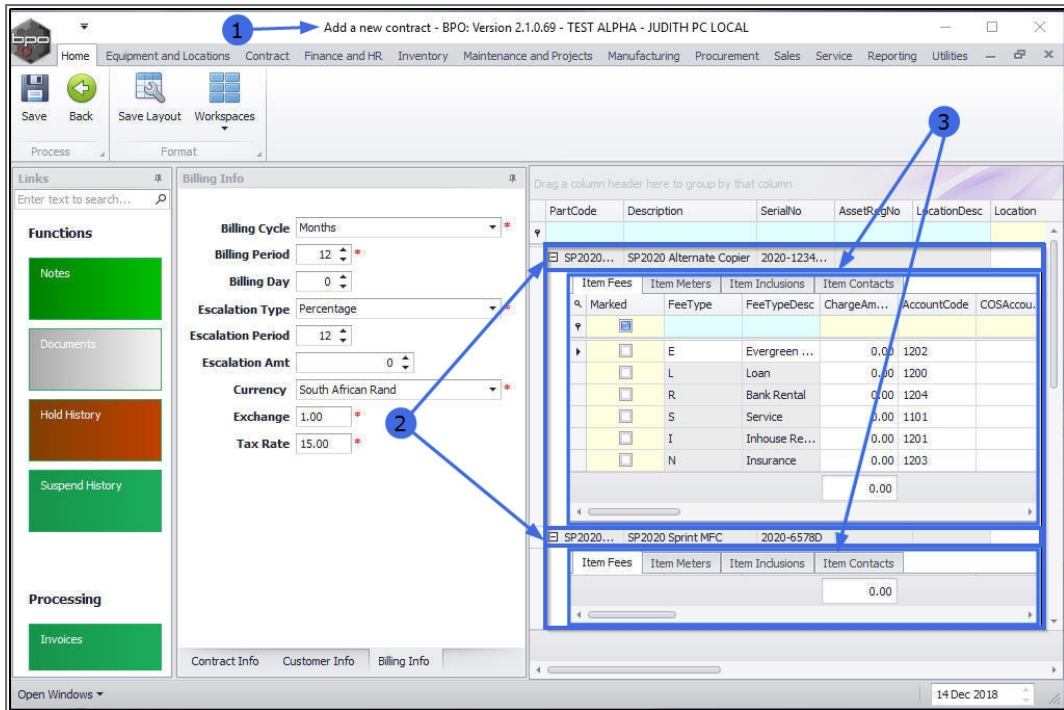 1
Add a new contract - BPO: Version 2.1.0.69 - TEST ALPHA - JUDITH PC LOCAL
bpo
Home Equipment and Locations Contract Finance and HR Inventory Maintenance and Projects Manufacturing Procurement Sales Service Reporting Utilities
Save Back Save Layout Workspaces
Process Format
3
Links
Enter text to search...
Functions
Notes
Documents
Hold History
Suspend History
Processing
Invoices
Billing Info
Billing Cycle Months *
Billing Period 12 *
Billing Day 0
Escalation Type Percentage *
Escalation Period 12
Escalation Amt 0
Currency South African Rand *
Exchange 1.00 *
Tax Rate 15.00 *
2
Contract Info Customer Info Billing Info
Drag a column header here to group by that column
PartCode Description SerialNo AssetRegNo LocationDesc Location
SP2020... SP2020 Alternate Copier 2020-1234...
Item Fees Item Meters Item Inclusions Item Contacts
Marked FeeType FeeTypeDesc ChargeAm... AccountCode COSAccou.
E Evergreen ... 0.00 1202
L Loan 0.00 1200
R Bank Rental 0.00 1204
S Service 0.00 1101
I Inhouse Re... 0.00 1201
N Insurance 0.00 1203
0.00
SP2020... SP2020 Sprint MFC 2020-6578D
Item Fees Item Meters Item Inclusions Item Contacts
0.00
Open Windows 14 Dec 2018